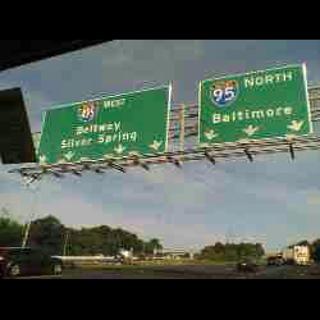 495 WEST
Beltway
Silver Spring
95 NORTH
Baltimore